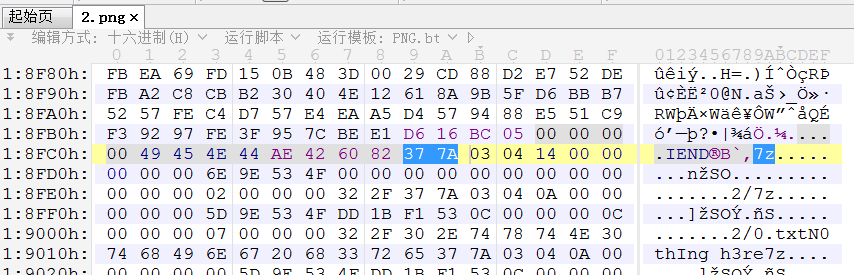 起始页 2.png ×
编辑方式: 十六进制(H) 运行脚本 运行模板: PNG.bt
0 1 2 3 4 5 6 7 8 9 A B C D E F 0123456789ABCDEF
1:8F80h: FB EA 69 FD 15 0B 48 3D 00 29 CD 88 D2 E7 52 DE ûêiý..H=.)ÍˆÒçRÞ
1:8F90h: FB A2 C8 CB B2 30 40 4E 12 61 8A 9B 5F D6 BB B7 û¢ÈË²0@N.aŠ›_Ö»·
1:8FA0h: 52 57 FE C4 D7 57 E4 EA A5 D4 57 94 88 E5 51 C9 RWþÄ×Wäê¥ÔW”ˆåQÉ
1:8FB0h: F3 92 97 FE 3F 95 7C BE E1 D6 16 BC 05 00 00 00 ó’—þ?•|¾áÖ.¼....
1:8FC0h: 00 49 45 4E 44 AE 42 60 82 37 7A 03 04 14 00 00 .IEND®B`‚7z.....
1:8FD0h: 00 00 00 00 6E 9E 53 4F 00 00 00 00 00 00 00 00 ....nžSO........
1:8FE0h: 00 00 00 02 00 00 00 32 2F 37 7A 03 04 0A 00 00 .......2/7z.....
1:8FF0h: 00 00 00 5D 9E 53 4F DD 1B F1 53 0C 00 00 00 0C ...]žSOÝ.ñS.....
1:9000h: 00 00 00 07 00 00 00 32 2F 30 2E 74 78 74 4E 30 .......2/0.txtN0
1:9010h: 74 68 49 6E 67 20 68 33 72 65 37 7A 03 04 0A 00 thIng h3re7z....